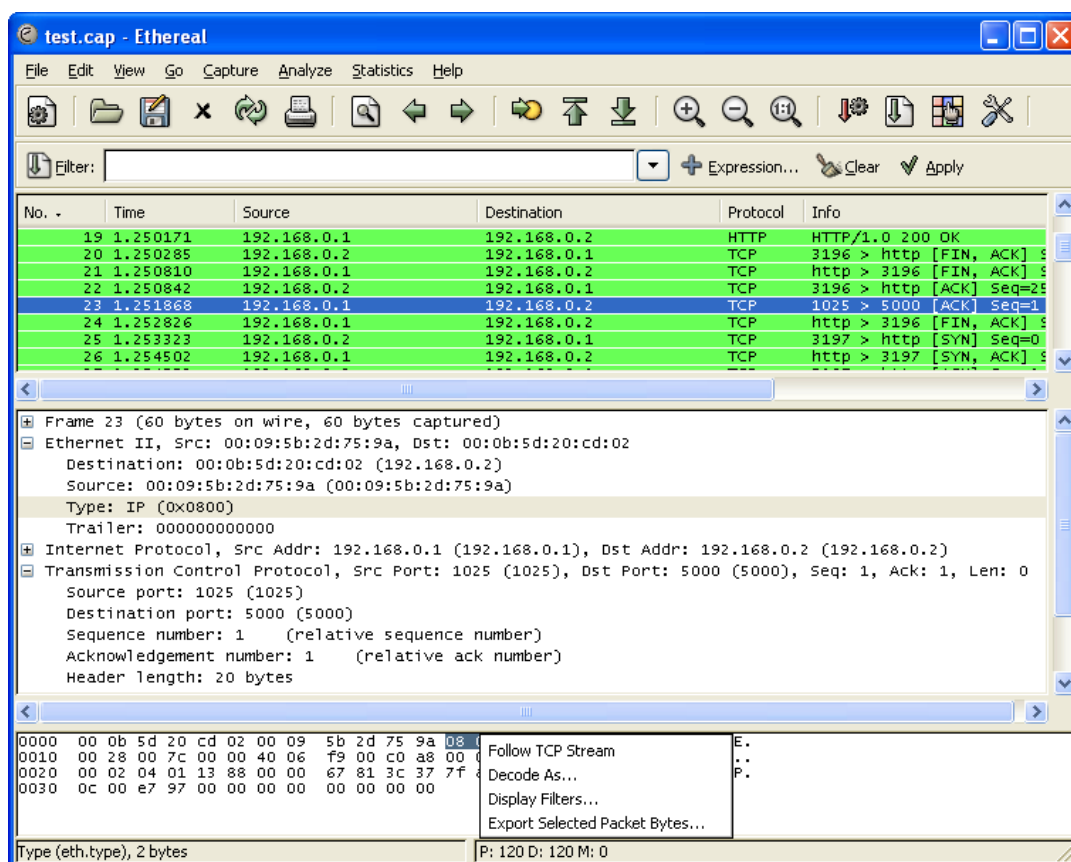 test.cap - Ethereal
File Edit View Go Capture Analyze Statistics Help
Filter: Expression... Clear Apply
No. Time Source Destination Protocol Info
19 1.250171 192.168.0.1 192.168.0.2 HTTP HTTP/1.0 200 OK
20 1.250285 192.168.0.2 192.168.0.1 TCP 3196 > http [FIN, ACK] S
21 1.250810 192.168.0.1 192.168.0.2 TCP http > 3196 [FIN, ACK] S
22 1.250842 192.168.0.2 192.168.0.1 TCP 3196 > http [ACK] Seq=25
23 1.251868 192.168.0.1 192.168.0.2 TCP 1025 > 5000 [ACK] Seq=1
24 1.252826 192.168.0.1 192.168.0.2 TCP http > 3196 [FIN, ACK] S
25 1.253323 192.168.0.2 192.168.0.1 TCP 3197 > http [SYN] Seq=0
26 1.254502 192.168.0.1 192.168.0.2 TCP http > 3197 [SYN, ACK] S
Frame 23 (60 bytes on wire, 60 bytes captured)
Ethernet II, Src: 00:09:5b:2d:75:9a, Dst: 00:0b:5d:20:cd:02
Destination: 00:0b:5d:20:cd:02 (192.168.0.2)
Source: 00:09:5b:2d:75:9a (00:09:5b:2d:75:9a)
Type: IP (0x0800)
Trailer: 000000000000
Internet Protocol, Src Addr: 192.168.0.1 (192.168.0.1), Dst Addr: 192.168.0.2 (192.168.0.2)
Transmission Control Protocol, Src Port: 1025 (1025), Dst Port: 5000 (5000), Seq: 1, Ack: 1, Len: 0
Source port: 1025 (1025)
Destination port: 5000 (5000)
Sequence number: 1 (relative sequence number)
Acknowledgement number: 1 (relative ack number)
Header length: 20 bytes
0000 00 0b 5d 20 cd 02 00 09 5b 2d 75 9a 08 E.
0010 00 28 00 7c 00 00 40 06 f9 00 c0 a8 00 ..
0020 00 02 04 01 13 88 00 00 67 81 3c 37 7f P.
0030 0c 00 e7 97 00 00 00 00 00 00 00 00
Follow TCP Stream
Decode As...
Display Filters...
Export Selected Packet Bytes...
Type (eth.type), 2 bytes P: 120 D: 120 M: 0